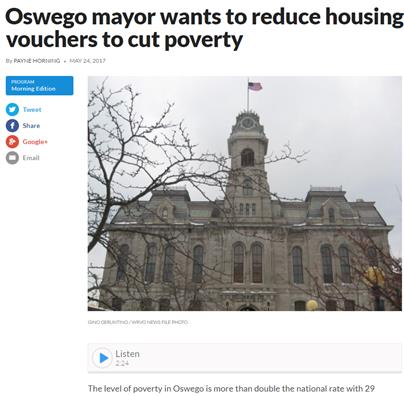 Oswego mayor wants to reduce housing
vouchers to cut poverty
By PAYNE HORNING • MAY 24, 2017
PROGRAM
Morning Edition
Tweet
Share
Google+
Email
GINO GERUNTINO / WRVO NEWS FILE PHOTO
Listen
2:24
The level of poverty in Oswego is more than double the national rate with 29